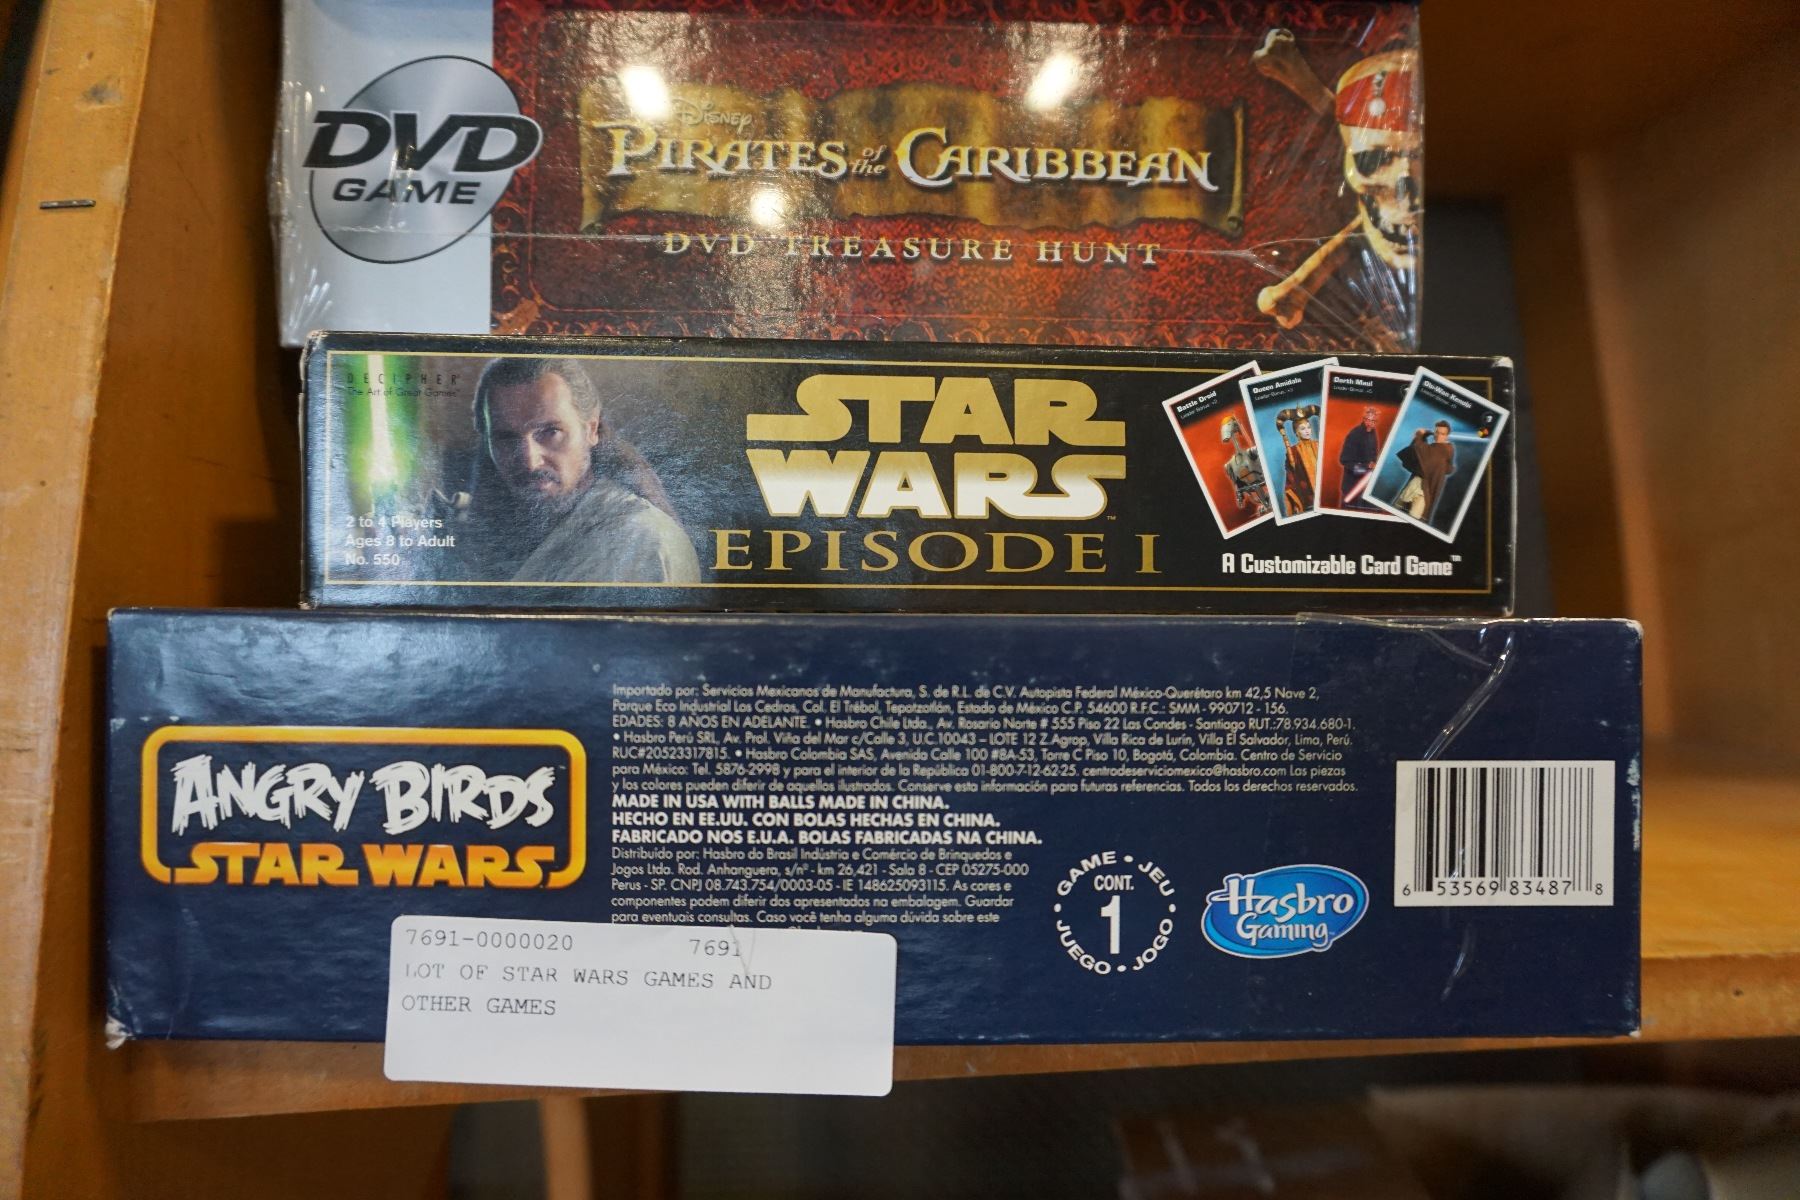 DVD
GAME
Disney
PIRATES of the CARIBBEAN
DVD TREASURE HUNT
DECIPHER
The Art of Great Games
2 to 4 Players
Ages 8 to Adult
No. 550
STAR
WARS
EPISODE I
Battle Droid
Queen Amidala
Darth Maul
Obi-Wan Kenobi
A Customizable Card Game™
ANGRY BIRDS
STAR WARS
Importado por: Servicios Mexicanos de Manufactura, S. de R.L. de C.V. Autopista Federal México-Querétaro km 42,5 Nave 2,
Parque Eco Industrial Los Cedros, Col. El Trébol, Tepotzotlán, Estado de México C.P. 54600 R.F.C.: SMM - 990712 - 156.
EDADES: 8 AÑOS EN ADELANTE. • Hasbro Chile Ltda., Av. Rosario Norte # 555 Piso 22 Las Condes - Santiago RUT.:78.934.680-1.
• Hasbro Perú SRL, Av. Prol. Viña del Mar c/Calle 3, U.C.10043 – LOTE 12 Z.Agrop, Villa Rica de Lurin, Villa El Salvador, Lima, Perú.
RUC#20523317815. • Hasbro Colombia SAS, Avenida Calle 100 #8A-53, Torre C Piso 10, Bogotá, Colombia. Centro de Servicio
para México: Tel. 5876-2998 y para el interior de la República 01-800-7-12-62-25. centrodeserviciomexico@hasbro.com Las piezas
y los colores pueden diferir de aquellos ilustrados. Conserve esta información para futuras referencias. Todos los derechos reservados.
MADE IN USA WITH BALLS MADE IN CHINA.
HECHO EN EE.UU. CON BOLAS HECHAS EN CHINA.
FABRICADO NOS E.U.A. BOLAS FABRICADAS NA CHINA.
Distribuido por: Hasbro do Brasil Indústria e Comércio de Brinquedos e
Jogos Ltda. Rod. Anhanguera, s/nº - km 26,421 - Sala 8 - CEP 05275-000
Perus - SP. CNPJ 08.743.754/0003-05 - IE 148625093115. As cores e
componentes podem diferir dos apresentados na embalagem. Guardar
para eventuais consultas. Caso você tenha alguma dúvida sobre este
GAME • JEU • JOGO • JUEGO •
CONT.
1
Hasbro
Gaming
6 53569 83487 8
7691-0000020 7691
LOT OF STAR WARS GAMES AND
OTHER GAMES